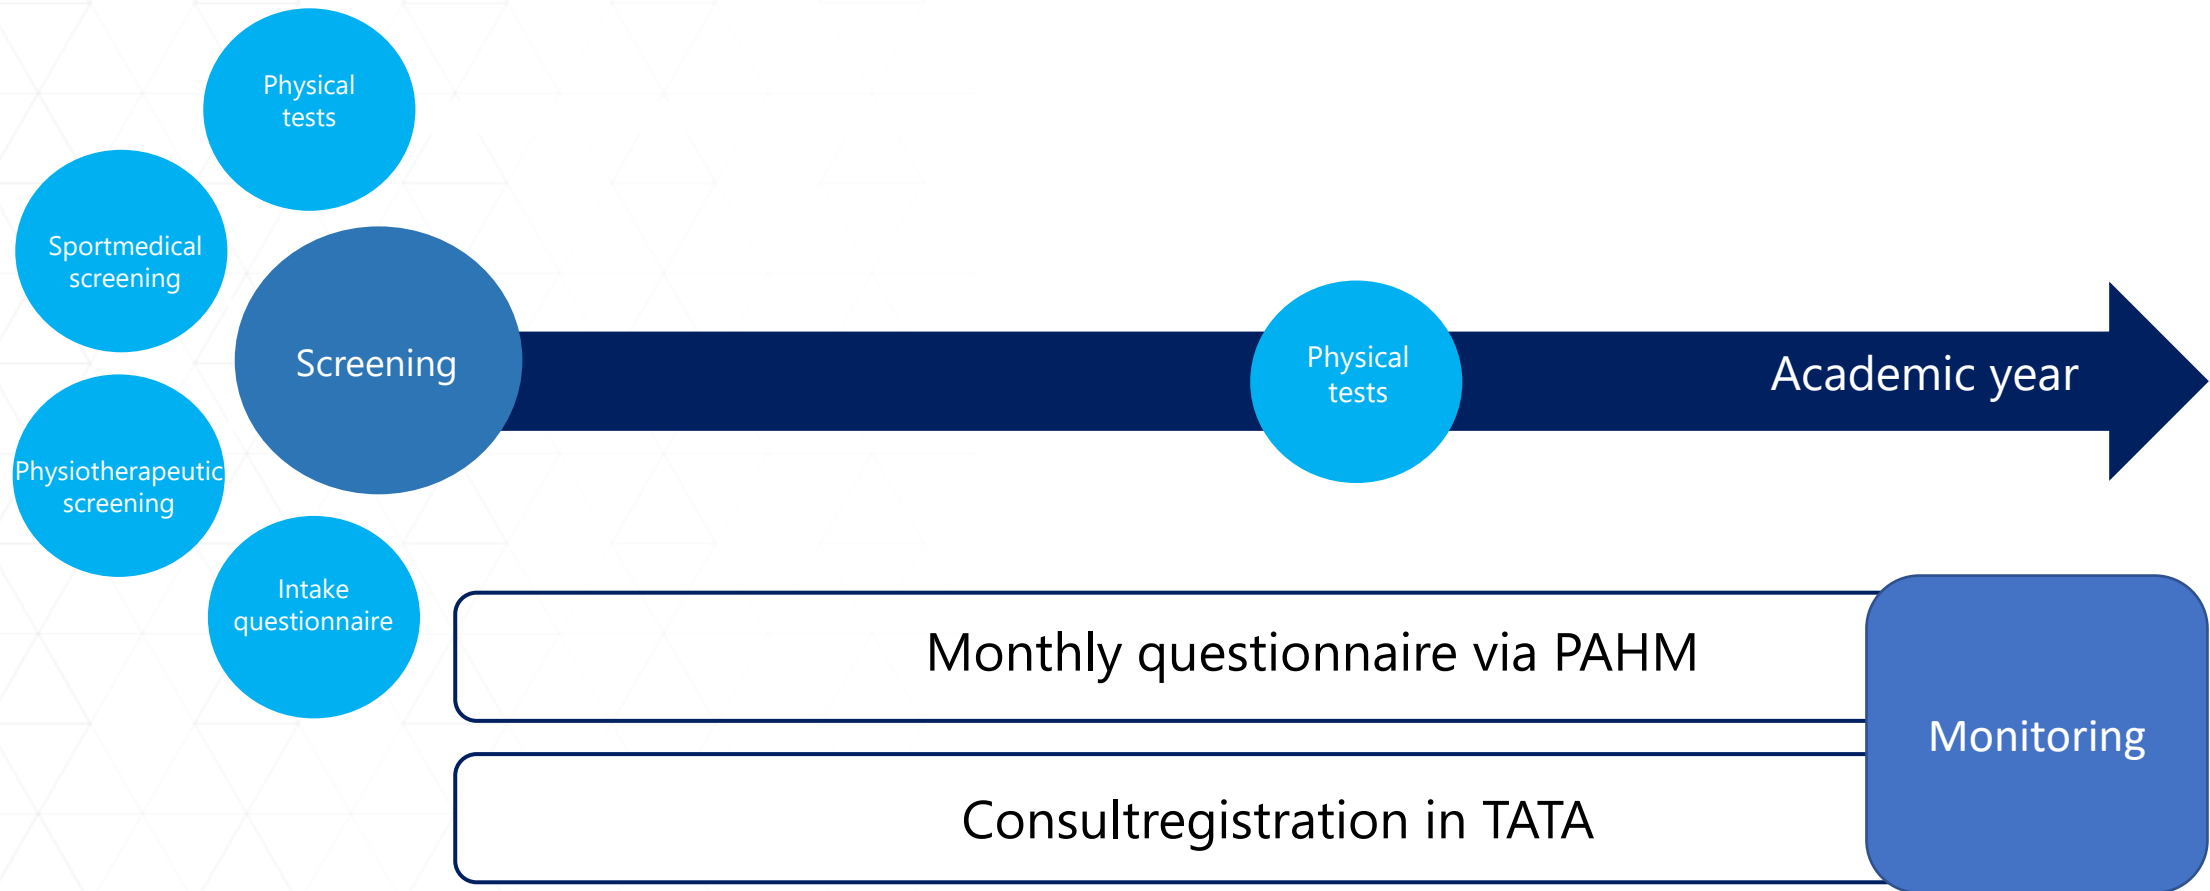 Physical
tests
Sportmedical
screening
Screening
Physiotherapeutic
screening
Intake
questionnaire
Physical
tests
Academic year
Monthly questionnaire via PAHM
Consultregistration in TATA
Monitoring